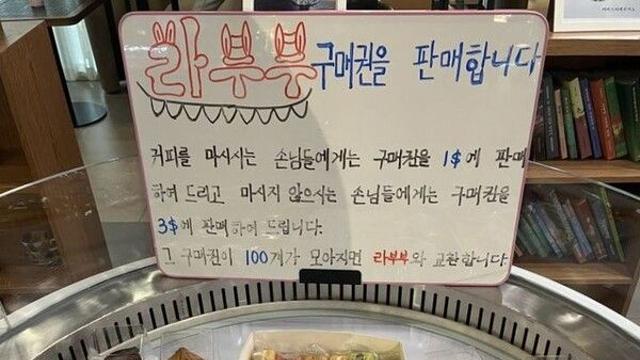 라부부 구매권을 판매합니다
커피를 마시시는 손님들에게는 구매권을 1$에 판매
하여 드리고 마시지 않으시는 손님들에게는 구매권을
3$에 판매하여 드립니다.
구매권이 100개가 모아지면 라부부와 교환합니다